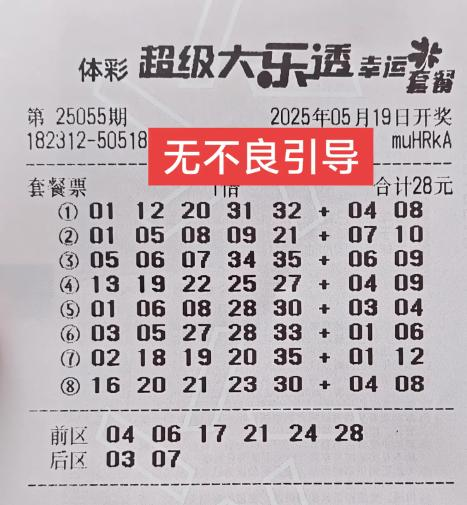 体彩 超级大乐透 幸运套餐
第 25055期 2025年05月19日开奖
182312-50518 muHRkA
无不良引导
套餐票 1倍 合计28元
① 01 12 20 31 32 + 04 08
② 01 05 08 09 21 + 07 10
③ 05 06 07 34 35 + 06 09
④ 13 19 22 25 27 + 04 09
⑤ 01 06 08 28 30 + 03 04
⑥ 03 05 27 28 33 + 01 06
⑦ 02 18 19 20 35 + 01 12
⑧ 16 20 21 23 30 + 04 08
前区 04 06 17 21 24 28
后区 03 07